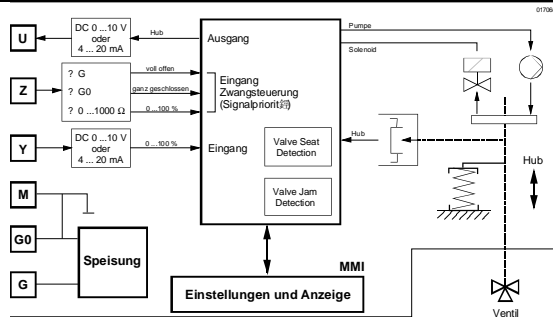 01706
Pumpe
Solenoid
U
DC 0 ...10 V
oder
4 ... 20 mA
Hub
Ausgang
Z
? G
? G0
? 0...1000 Ω
voll offen
ganz geschlossen
0...100 %
Eingang
Zwangsteuerung
(Signalpriorit
Y
DC 0 ...10 V
oder
4 ... 20 mA
0...100 %
Eingang
Valve Seat
Detection
Valve Jam
Detection
Hub
Hub
M
G0
G
Speisung
MMI
Einstellungen und Anzeige
Ventil